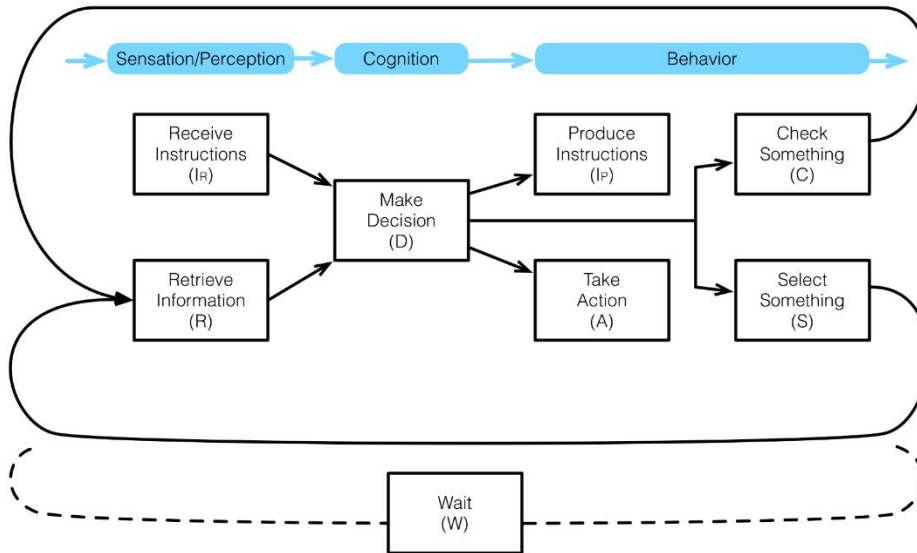 Sensation/Perception
Cognition
Behavior
Receive
Instructions
(IR)
Produce
Instructions
(IP)
Check
Something
(C)
Make
Decision
(D)
Retrieve
Information
(R)
Take
Action
(A)
Select
Something
(S)
Wait
(W)